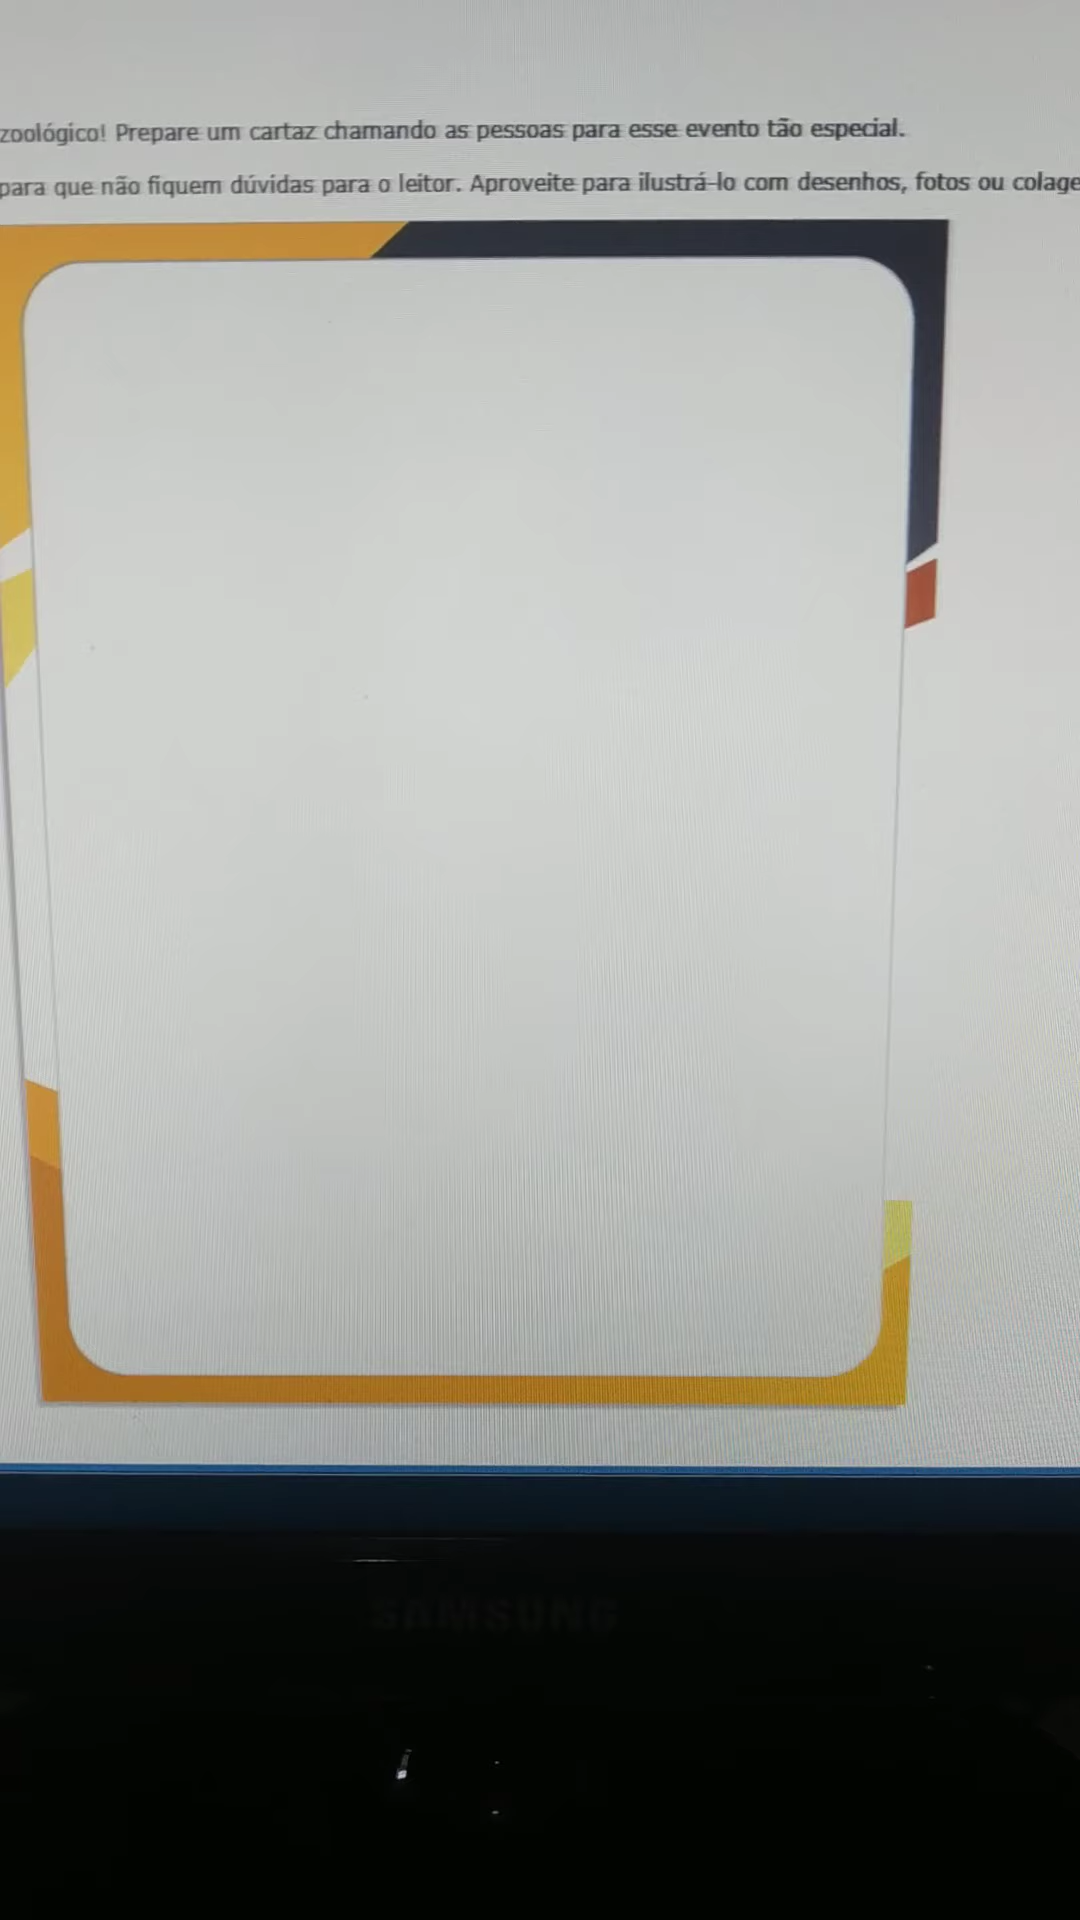 zoológico! Prepare um cartaz chamando as pessoas para esse evento tão especial.
para que não fiquem dúvidas para o leitor. Aproveite para ilustrá-lo com desenhos, fotos ou colage
SAMSUNG